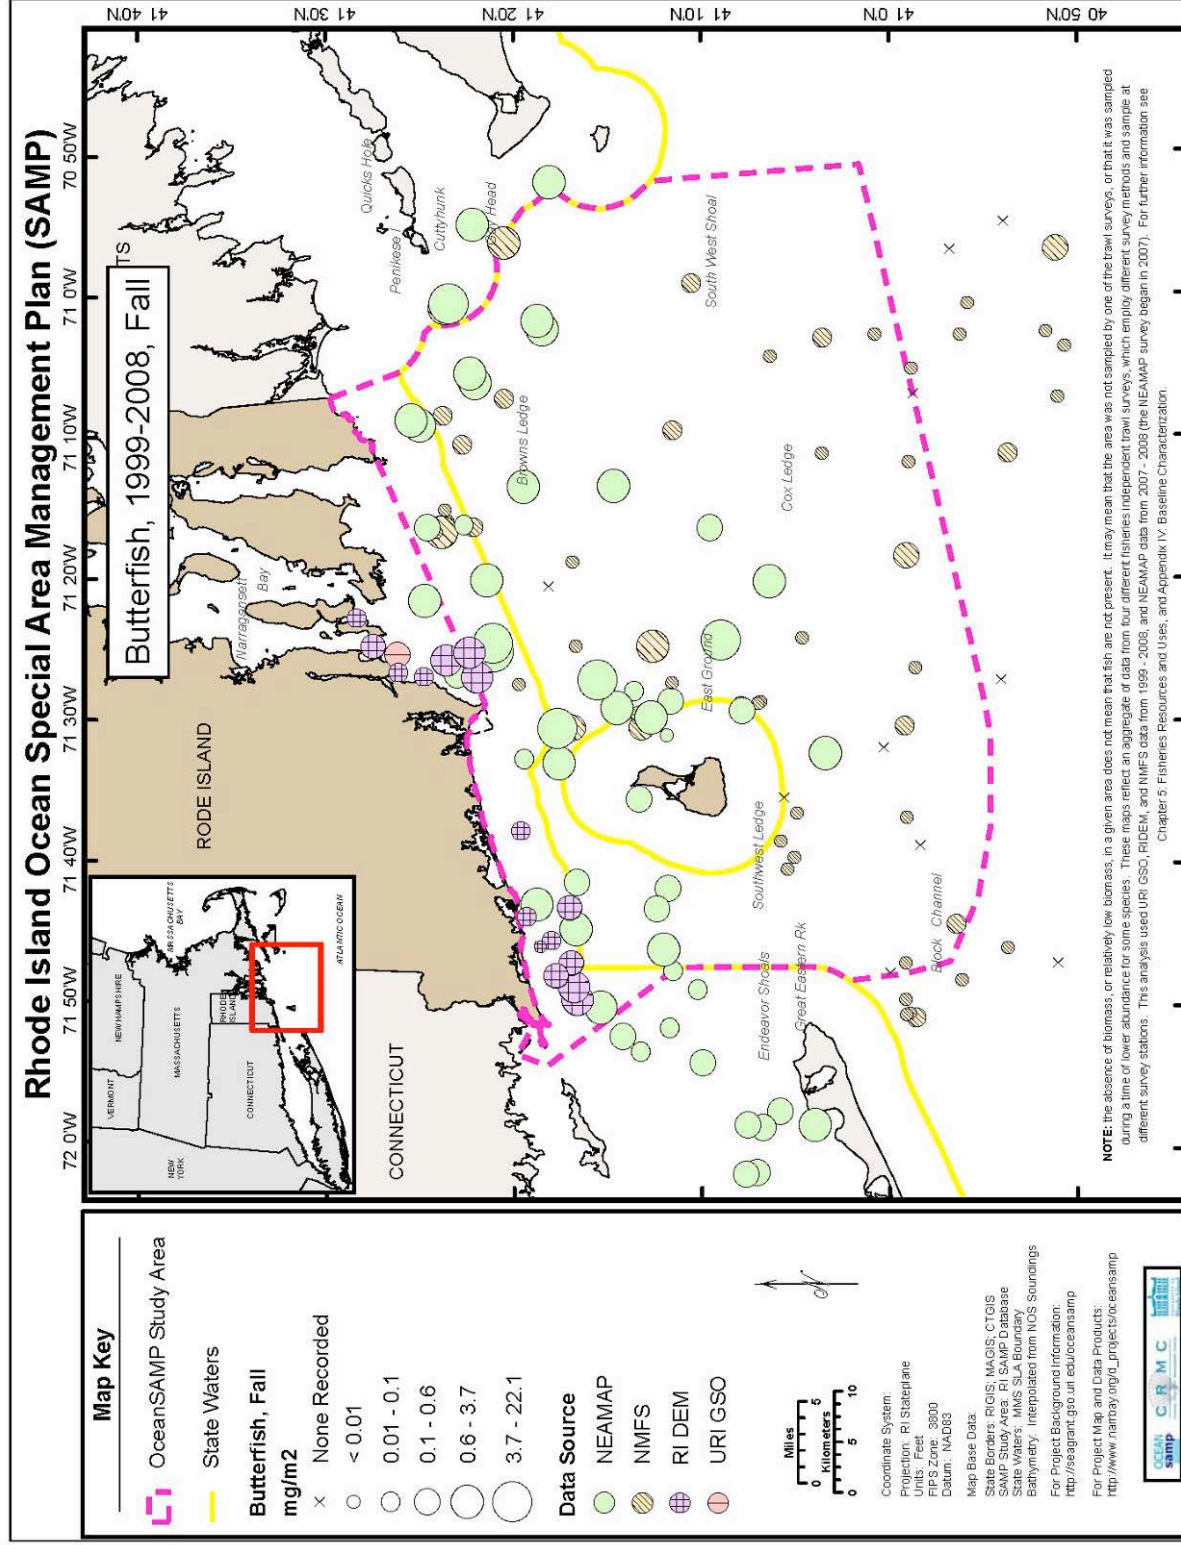 Rhode Island Ocean Special Area Management Plan (SAMP)
Butterfish, 1999-2008, Fall
Map Key
OceanSAMP Study Area
State Waters
Butterfish, Fall
mg/m2
None Recorded
< 0.01
0.01 - 0.1
0.1 - 0.6
0.6 - 3.7
3.7 - 22.1
Data Source
NEAMAP
NMFS
RI DEM
URI GSO
Miles
0 5
Kilometers
0 5 10
Coordinate System:
Projection: RI Stateplane
Units: Feet
FIPS Zone: 3800
Datum: NAD83
Map Base Data:
State Borders: RIGIS; MAGIS; CTGIS
SAMP Study Area: RI SAMP Database
State Waters: MMS SLA Boundary
Bathymetry: Interpolated from NOS Soundings
For Project Background Information:
http://seagrant.gso.uri.edu/oceansamp
For Project Map and Data Products:
http://www.narrbay.org/d_projects/oceansamp
OCEAN
samp
C R M C
72 0'W
71 50'W
71 40'W
71 30'W
71 20'W
71 10'W
71 0'W
70 50'W
41 40'N
41 30'N
41 20'N
41 10'N
41 0'N
40 50'N
VERMONT
NEW HAMPSHIRE
NEW
YORK
MASSACHUSETTS
MASSACHUSETTS
BAY
CONNECTICUT
RHODE
ISLAND
ATLANTIC OCEAN
RODE ISLAND
CONNECTICUT
TS
Narragansett
Bay
Quicks Hole
Penikese I
Cuttyhunk
Head
Browns Ledge
South West Shoal
Cox Ledge
East Ground
Southwest Ledge
Endeavor Shoals
Great Eastern Rk
Block Channel
NOTE: the absence of biomass, or relatively low biomass, in a given area does not mean that fish are not present. It may mean that the area was not sampled by one of the trawl surveys, or that it was sampled
during a time of lower abundance for some species. These maps reflect an aggregate of data from four different fisheries independent trawl surveys, which employ different survey methods and sample at
different survey stations. This analysis used URI GSO, RIDEM, and NMFS data from 1999 - 2008, and NEAMAP data from 2007 - 2008 (the NEAMAP survey began in 2007). For further information see
Chapter 5: Fisheries Resources and Uses, and Appendix IV: Baseline Characterization.